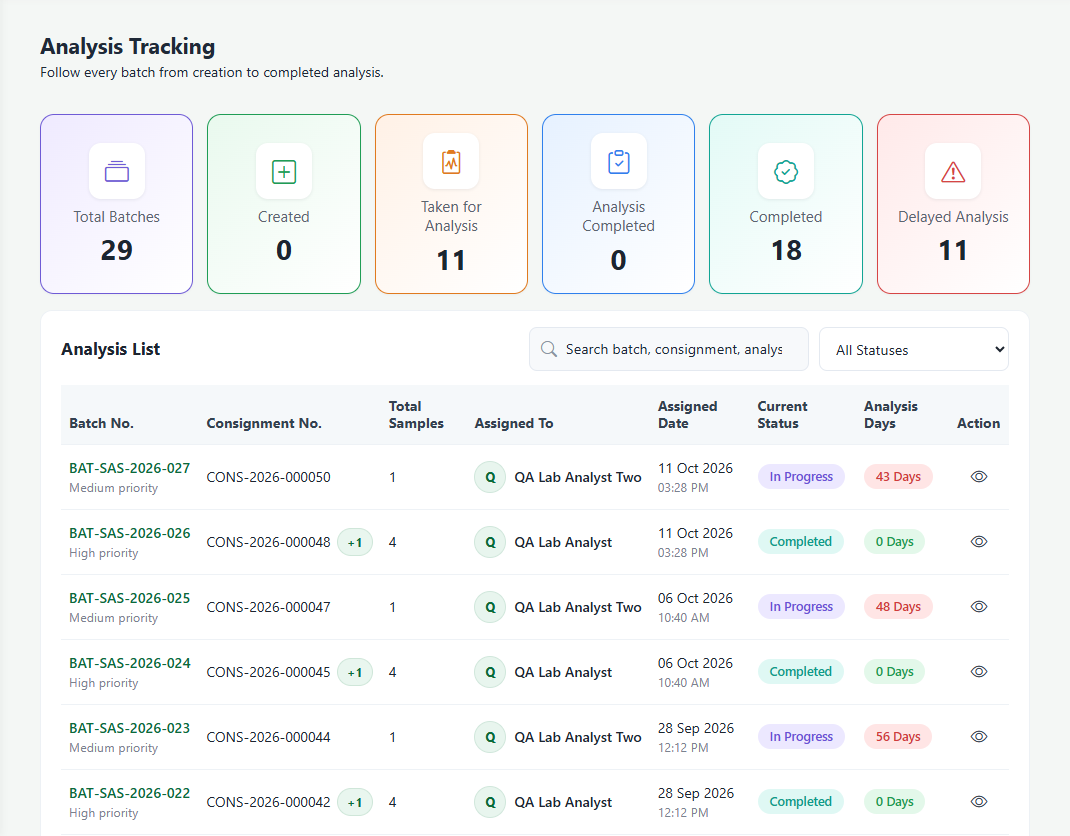 Analysis Tracking
Follow every batch from creation to completed analysis.
Total Batches
29
Created
0
Taken for
Analysis
11
Analysis
Completed
0
Completed
18
Delayed Analysis
11
Analysis List
Search batch, consignment, analys
All Statuses
Batch No. Consignment No. Total Samples Assigned To Assigned Date Current Status Analysis Days Action
BAT-SAS-2026-027 CONS-2026-000050 1 Q QA Lab Analyst Two 11 Oct 2026 In Progress 43 Days
Medium priority 03:28 PM
BAT-SAS-2026-026 CONS-2026-000048 +1 4 Q QA Lab Analyst 11 Oct 2026 Completed 0 Days
High priority 03:28 PM
BAT-SAS-2026-025 CONS-2026-000047 1 Q QA Lab Analyst Two 06 Oct 2026 In Progress 48 Days
Medium priority 10:40 AM
BAT-SAS-2026-024 CONS-2026-000045 +1 4 Q QA Lab Analyst 06 Oct 2026 Completed 0 Days
High priority 10:40 AM
BAT-SAS-2026-023 CONS-2026-000044 1 Q QA Lab Analyst Two 28 Sep 2026 In Progress 56 Days
Medium priority 12:12 PM
BAT-SAS-2026-022 CONS-2026-000042 +1 4 Q QA Lab Analyst 28 Sep 2026 Completed 0 Days
High priority 12:12 PM